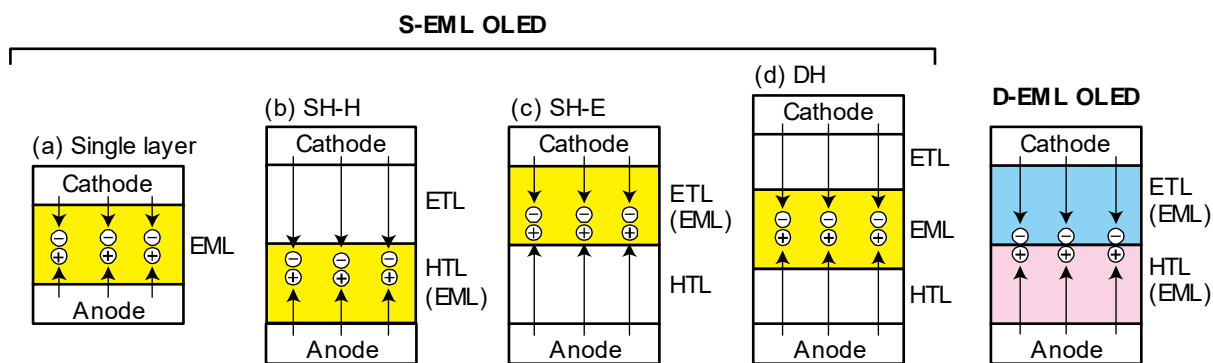 S-EML OLED
(a) Single layer
Cathode
EML
Anode
(b) SH-H
Cathode
ETL
HTL
(EML)
Anode
(c) SH-E
Cathode
ETL
(EML)
HTL
Anode
(d) DH
Cathode
ETL
EML
HTL
Anode
D-EML OLED
Cathode
ETL
(EML)
HTL
(EML)
Anode